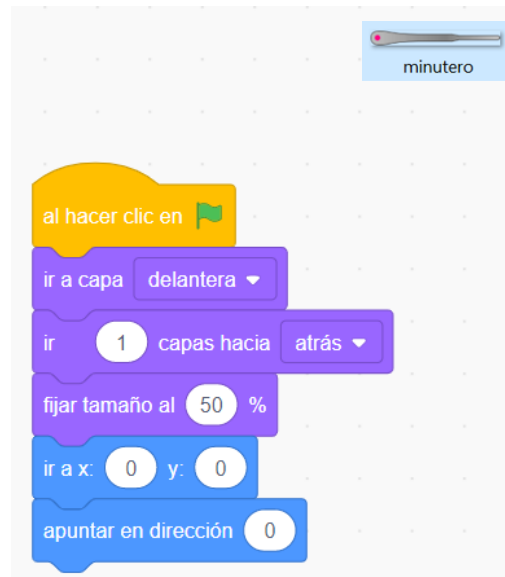 minutero
al hacer clic en
ir a capa delantera
ir 1 capas hacia atrás
fijar tamaño al 50 %
ir a x: 0 y: 0
apuntar en dirección 0